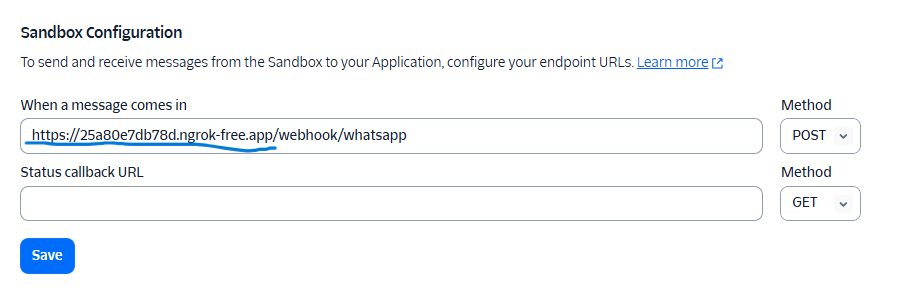 Sandbox Configuration
To send and receive messages from the Sandbox to your Application, configure your endpoint URLs. Learn more
When a message comes in Method
https://25a80e7db78d.ngrok-free.app/webhook/whatsapp POST
Status callback URL Method
GET
Save